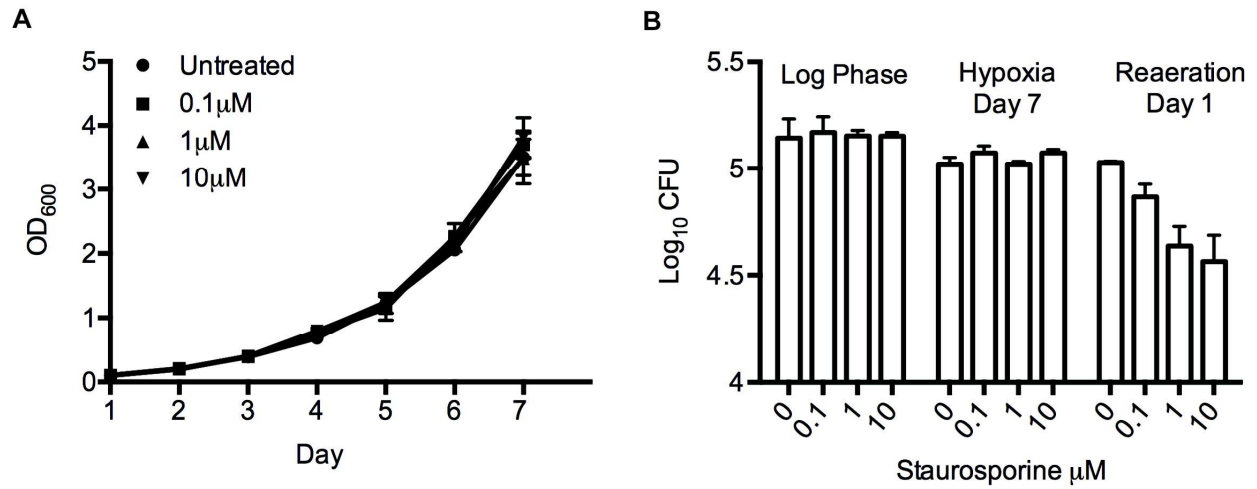 A
5
4
3
2
1
0
OD600
Untreated
0.1μM
1μM
10μM
1 2 3 4 5 6 7
Day
B
5.5
5.0
4.5
4
Log10 CFU
Log Phase
Hypoxia
Day 7
Reaeration
Day 1
0 0.1 1 10 0 0.1 1 10 0 0.1 1 10
Staurosporine μM